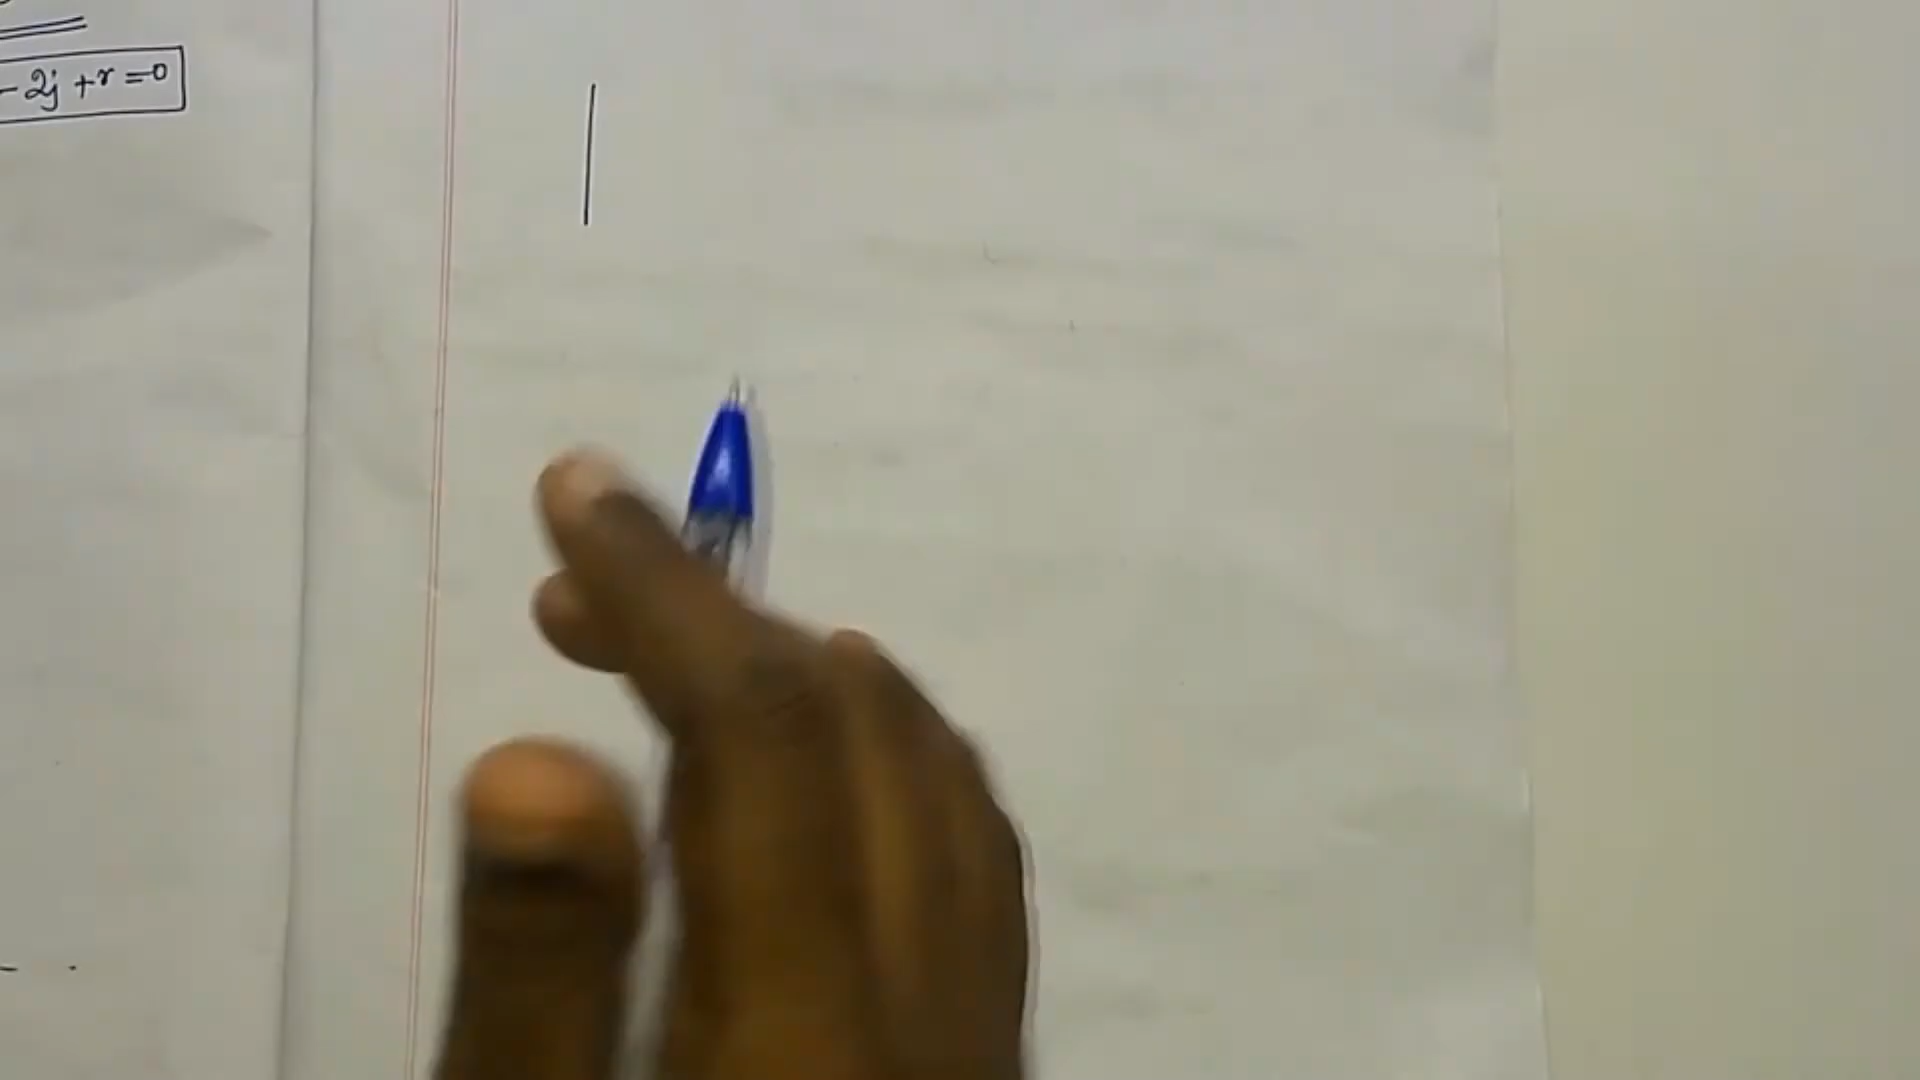 - 2j + r = 0